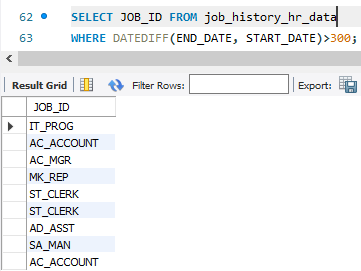 62 SELECT JOB_ID FROM job_history_hr_data
63 WHERE DATEDIFF(END_DATE, START_DATE)>300;
Result Grid Filter Rows: Export:
JOB_ID
IT_PROG
AC_ACCOUNT
AC_MGR
MK_REP
ST_CLERK
ST_CLERK
AD_ASST
SA_MAN
AC_ACCOUNT